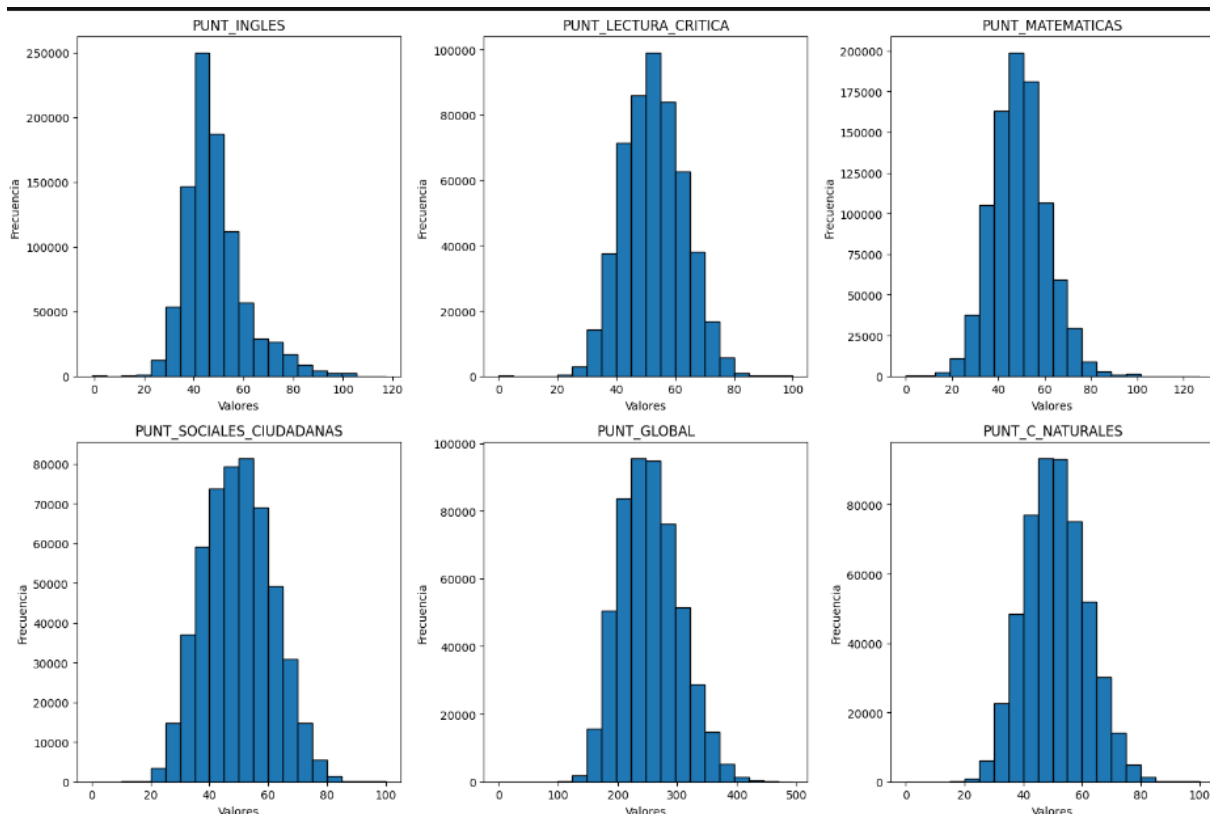 PUNT_INGLES
250000
200000
150000
100000
50000
0
Frecuencia
0 20 40 60 80 100 120
Valores
PUNT_LECTURA_CRITICA
100000
80000
60000
40000
20000
0
Frecuencia
0 20 40 60 80 100
Valores
PUNT_MATEMATICAS
200000
175000
150000
125000
100000
75000
50000
25000
0
Frecuencia
0 20 40 60 80 100 120
Valores
PUNT_SOCIALES_CIUDADANAS
80000
70000
60000
50000
40000
30000
20000
10000
0
Frecuencia
0 20 40 60 80 100
Valores
PUNT_GLOBAL
100000
80000
60000
40000
20000
0
Frecuencia
0 100 200 300 400 500
Valores
PUNT_C_NATURALES
80000
60000
40000
20000
0
Frecuencia
0 20 40 60 80 100
Valores